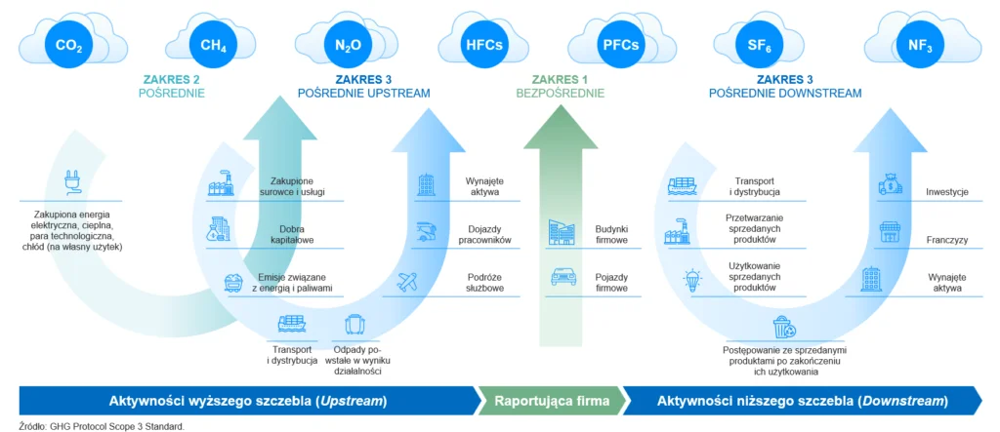 CO₂
CH₄
N₂O
HFCs
PFCs
SF₆
NF₃
ZAKRES 2
POŚREDNIE
ZAKRES 3
POŚREDNIE UPSTREAM
ZAKRES 1
BEZPOŚREDNIE
ZAKRES 3
POŚREDNIE DOWNSTREAM
Zakupiona energia
elektryczna, cieplna,
para technologiczna,
chłód (na własny użytek)
Zakupione
surowce i usługi
Dobra
kapitałowe
Emisje związane
z energią i paliwami
Transport
i dystrybucja
Odpady po-
wstałe w wyniku
działalności
Wynajęte
aktywa
Dojazdy
pracowników
Podróże
służbowe
Budynki
firmowe
Pojazdy
firmowe
Transport
i dystrybucja
Przetwarzanie
sprzedanych
produktów
Użytkowanie
sprzedanych
produktów
Postępowanie ze sprzedanymi
produktami po zakończeniu
ich użytkowania
Inwestycje
Franczyzy
Wynajęte
aktywa
Aktywności wyższego szczebla (Upstream)
Raportująca firma
Aktywności niższego szczebla (Downstream)
Źródło: GHG Protocol Scope 3 Standard.